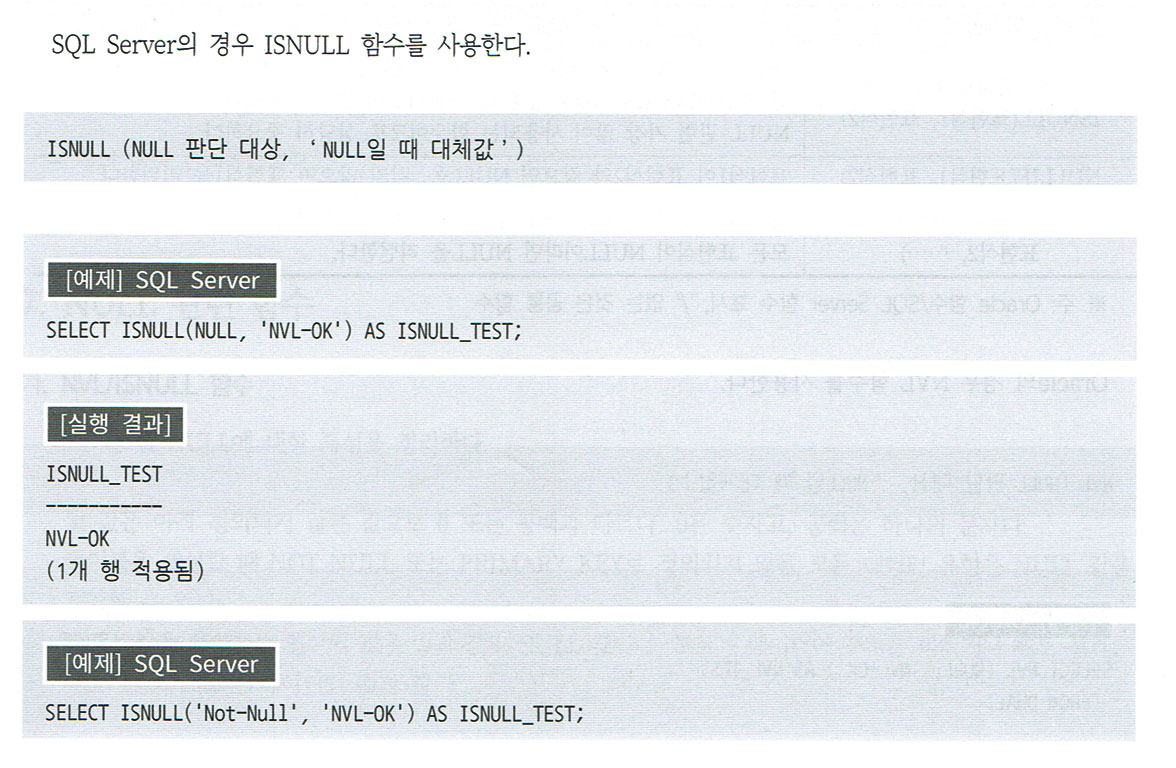 SQL Server의 경우 ISNULL 함수를 사용한다.
ISNULL (NULL 판단 대상, ‘NULL일 때 대체값’)
[예제] SQL Server
SELECT ISNULL(NULL, 'NVL-OK') AS ISNULL_TEST;
[실행 결과]
ISNULL_TEST
-----------
NVL-OK
(1개 행 적용됨)
[예제] SQL Server
SELECT ISNULL('Not-Null', 'NVL-OK') AS ISNULL_TEST;